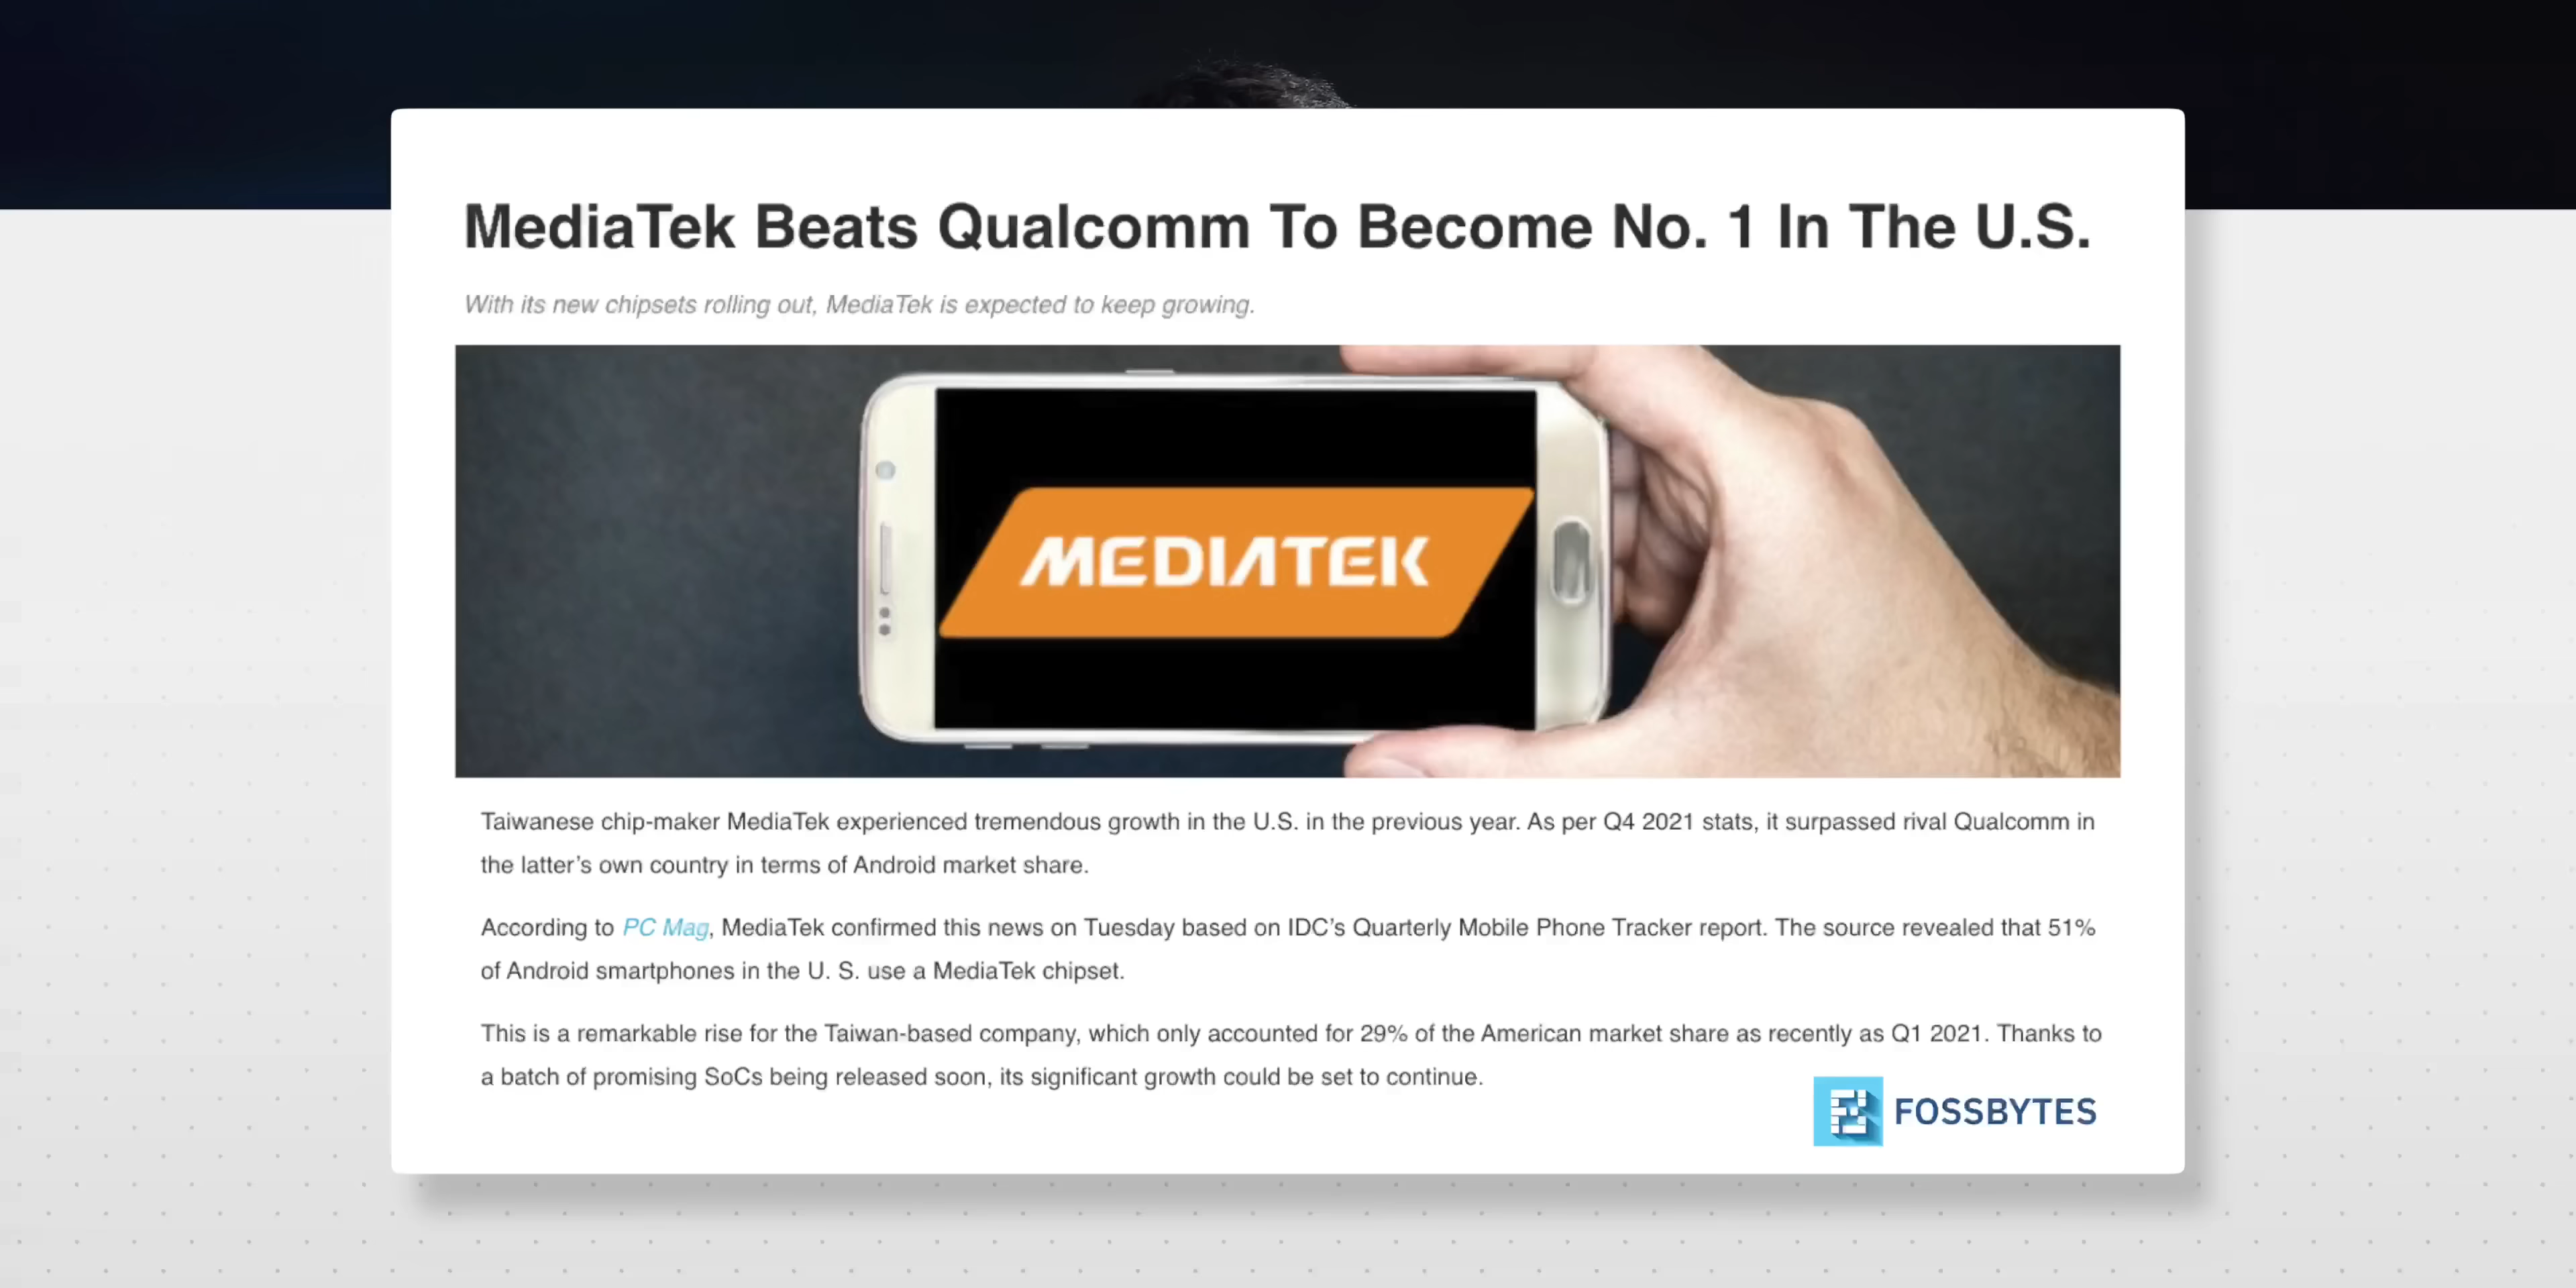 MediaTek Beats Qualcomm To Become No. 1 In The U.S.
With its new chipsets rolling out, MediaTek is expected to keep growing.
MEDIATEK
Taiwanese chip-maker MediaTek experienced tremendous growth in the U.S. in the previous year. As per Q4 2021 stats, it surpassed rival Qualcomm in
the latter’s own country in terms of Android market share.
According to PC Mag, MediaTek confirmed this news on Tuesday based on IDC’s Quarterly Mobile Phone Tracker report. The source revealed that 51%
of Android smartphones in the U. S. use a MediaTek chipset.
This is a remarkable rise for the Taiwan-based company, which only accounted for 29% of the American market share as recently as Q1 2021. Thanks to
a batch of promising SoCs being released soon, its significant growth could be set to continue.
FOSSBYTES